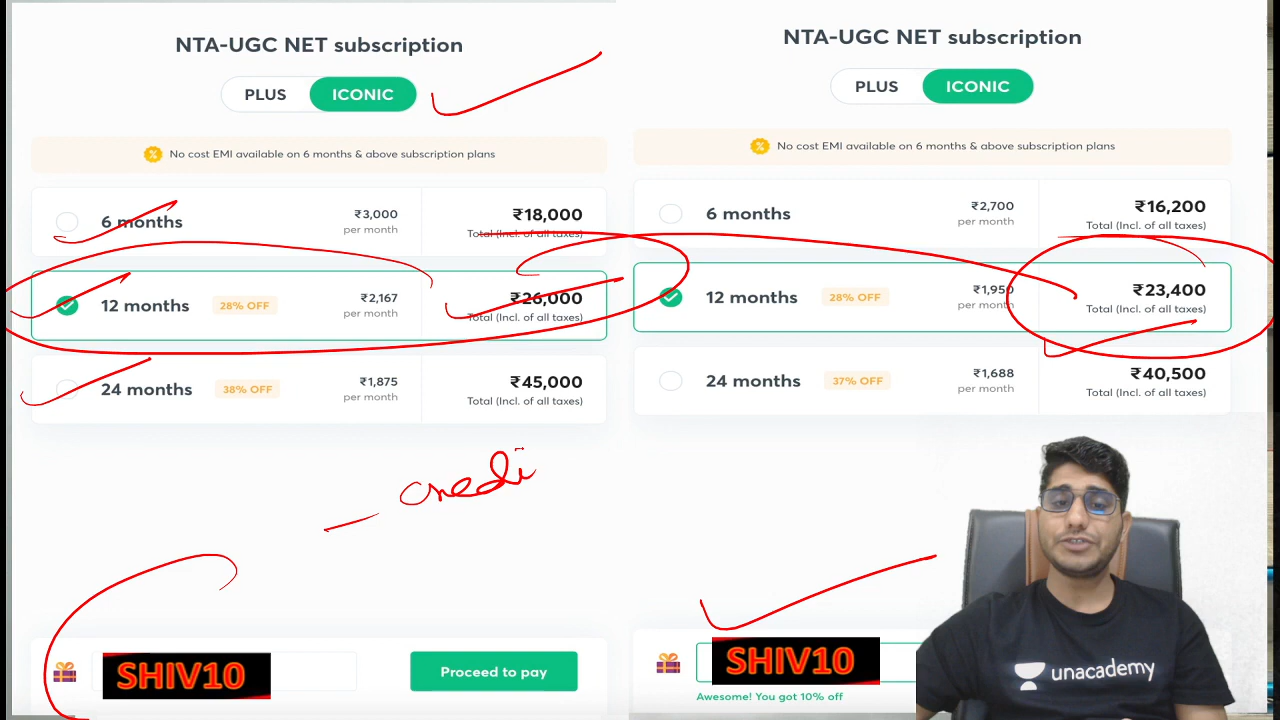 NTA-UGC NET subscription
PLUS ICONIC
No cost EMI available on 6 months & above subscription plans
6 months ₹3,000 per month ₹18,000 Total (Incl. of all taxes)
12 months 28% OFF ₹2,167 per month ₹26,000 Total (Incl. of all taxes)
24 months 38% OFF ₹1,875 per month ₹45,000 Total (Incl. of all taxes)
credi
SHIV10 Proceed to pay
NTA-UGC NET subscription
PLUS ICONIC
No cost EMI available on 6 months & above subscription plans
6 months ₹2,700 per month ₹16,200 Total (Incl. of all taxes)
12 months 28% OFF ₹1,950 per month ₹23,400 Total (Incl. of all taxes)
24 months 37% OFF ₹1,688 per month ₹40,500 Total (Incl. of all taxes)
SHIV10
Awesome! You got 10% off
unacademy